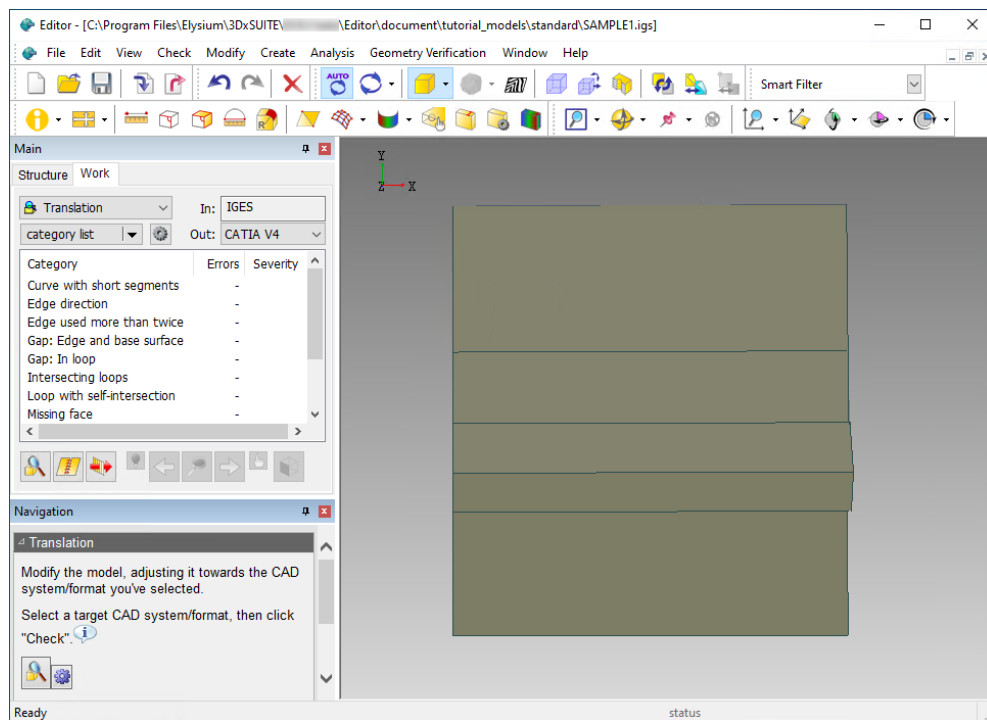 Editor - [C:\Program Files\Elysium\3DxSUITE\ \Editor\document\tutorial_models\standard\SAMPLE1.igs]
File Edit View Check Modify Create Analysis Geometry Verification Window Help
AUTO Smart Filter
Main
Structure Work
Translation In: IGES
category list Out: CATIA V4
Category Errors Severity
Curve with short segments -
Edge direction -
Edge used more than twice -
Gap: Edge and base surface -
Gap: In loop -
Intersecting loops -
Loop with self-intersection -
Missing face -
Navigation
Translation
Modify the model, adjusting it towards the CAD
system/format you've selected.
Select a target CAD system/format, then click
"Check".
Y
Z X
Ready status